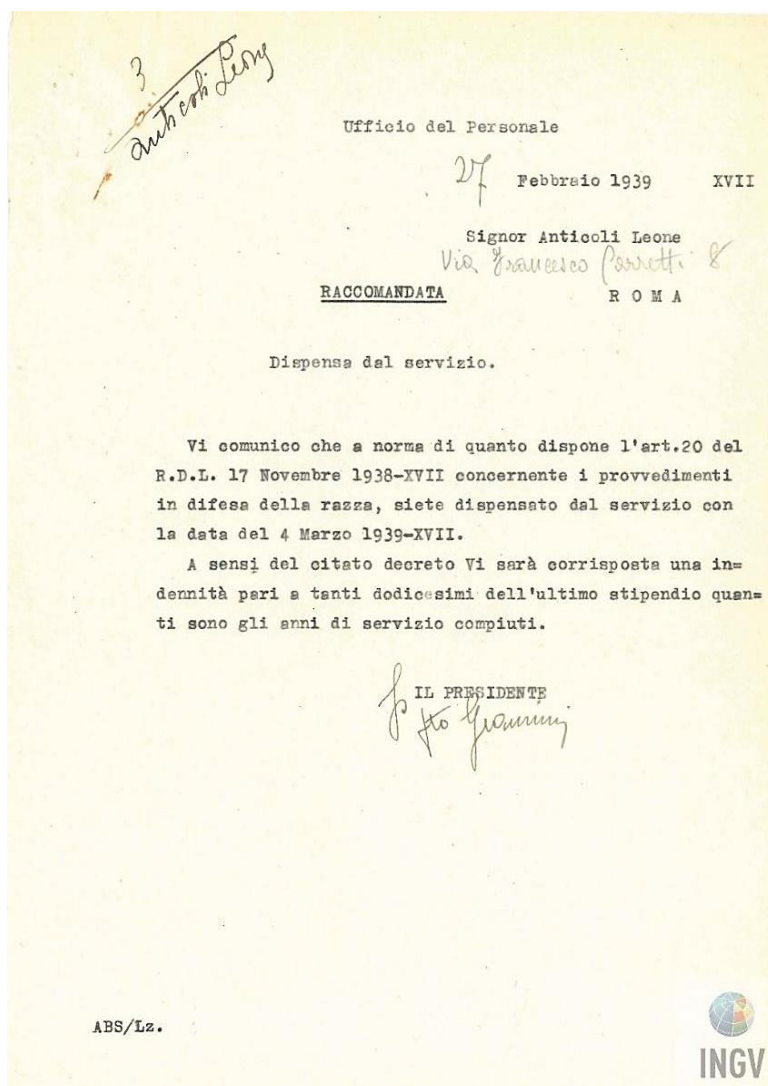 3
Anticoli Leone
Ufficio del Personale
27 Febbraio 1939 XVII
Signor Anticoli Leone
Via Francesco 8
RACCOMANDATA R O M A
Dispensa dal servizio.
Vi comunico che a norma di quanto dispone l'art.20 del
R.D.L. 17 Novembre 1938-XVII concernente i provvedimenti
in difesa della razza, siete dispensato dal servizio con
la data del 4 Marzo 1939-XVII.
A sensi del citato decreto Vi sarà corrisposta una in=
dennità pari a tanti dodicesimi dell'ultimo stipendio quan=
ti sono gli anni di servizio compiuti.
IL PRESIDENTE
fto Giannini
ABS/Lz.
INGV